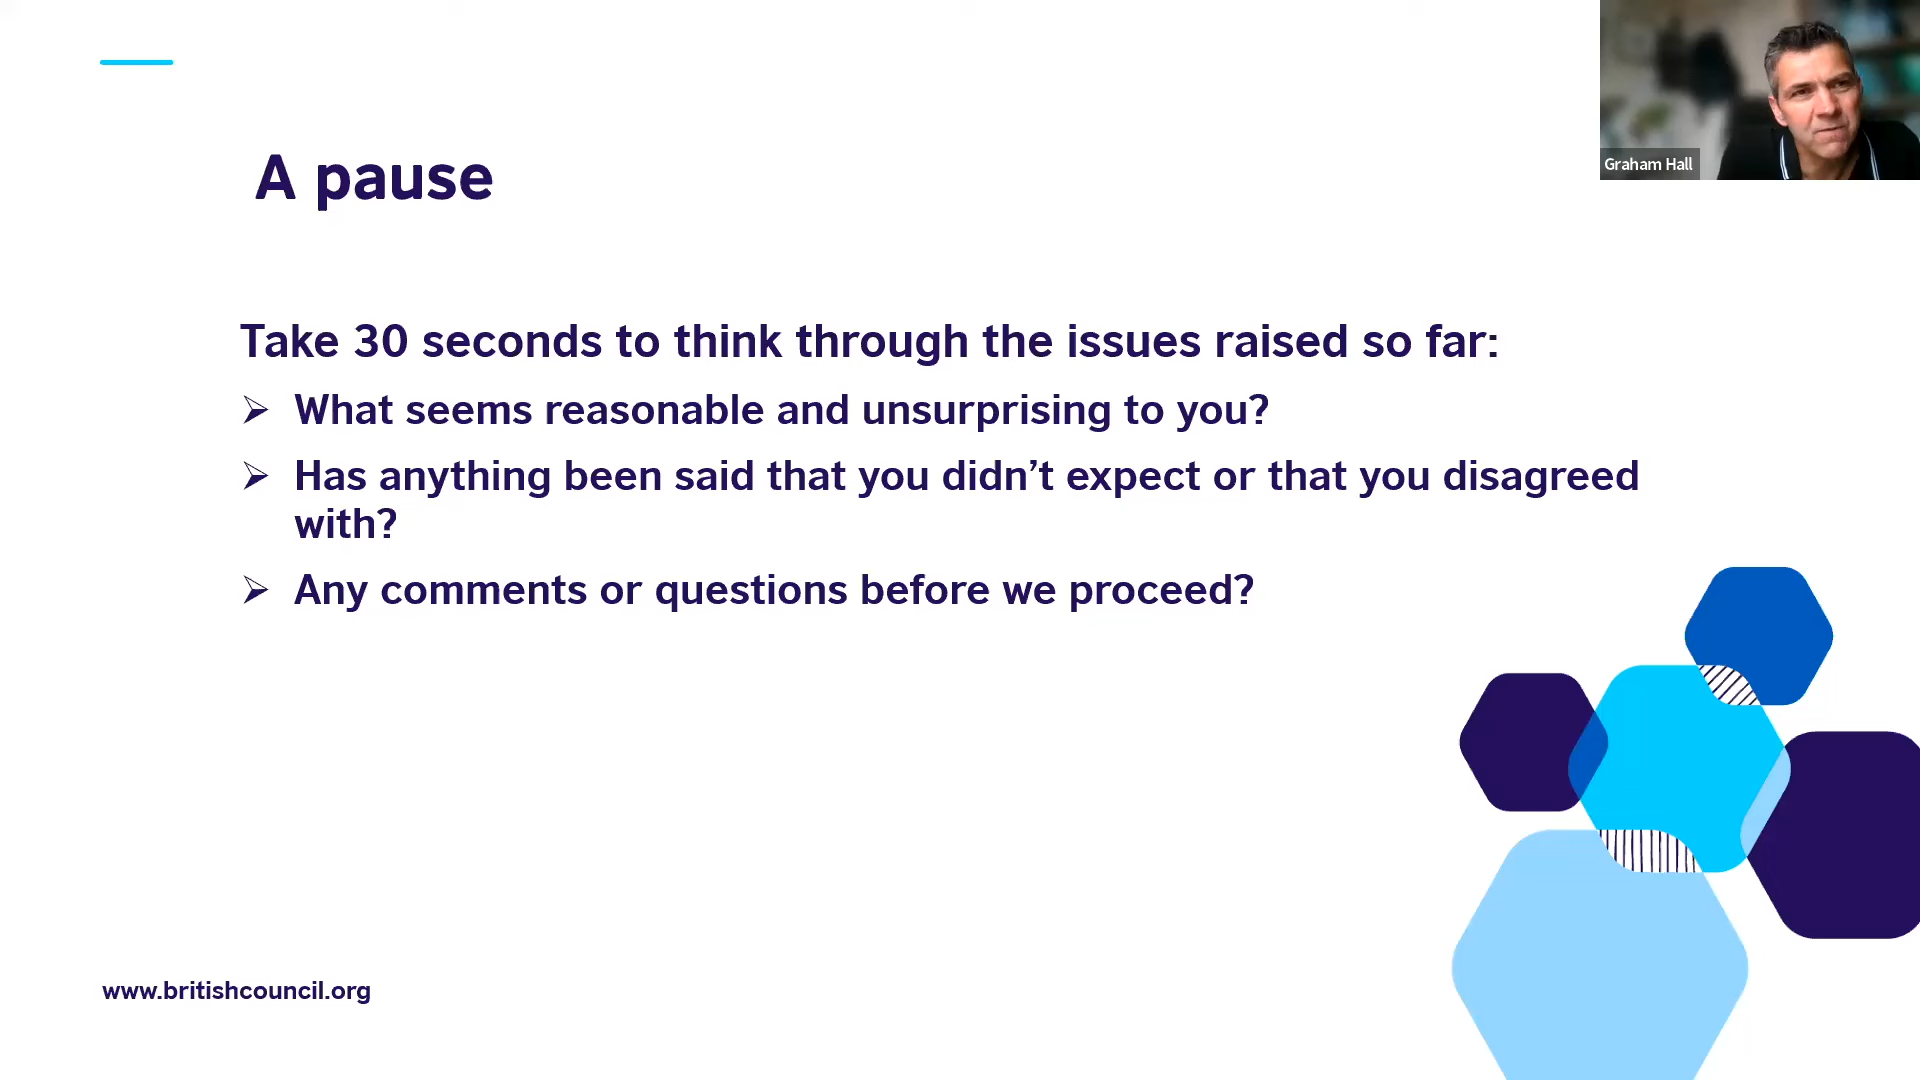 A pause
Graham Hall
Take 30 seconds to think through the issues raised so far:
What seems reasonable and unsurprising to you?
Has anything been said that you didn’t expect or that you disagreed
with?
Any comments or questions before we proceed?
www.britishcouncil.org